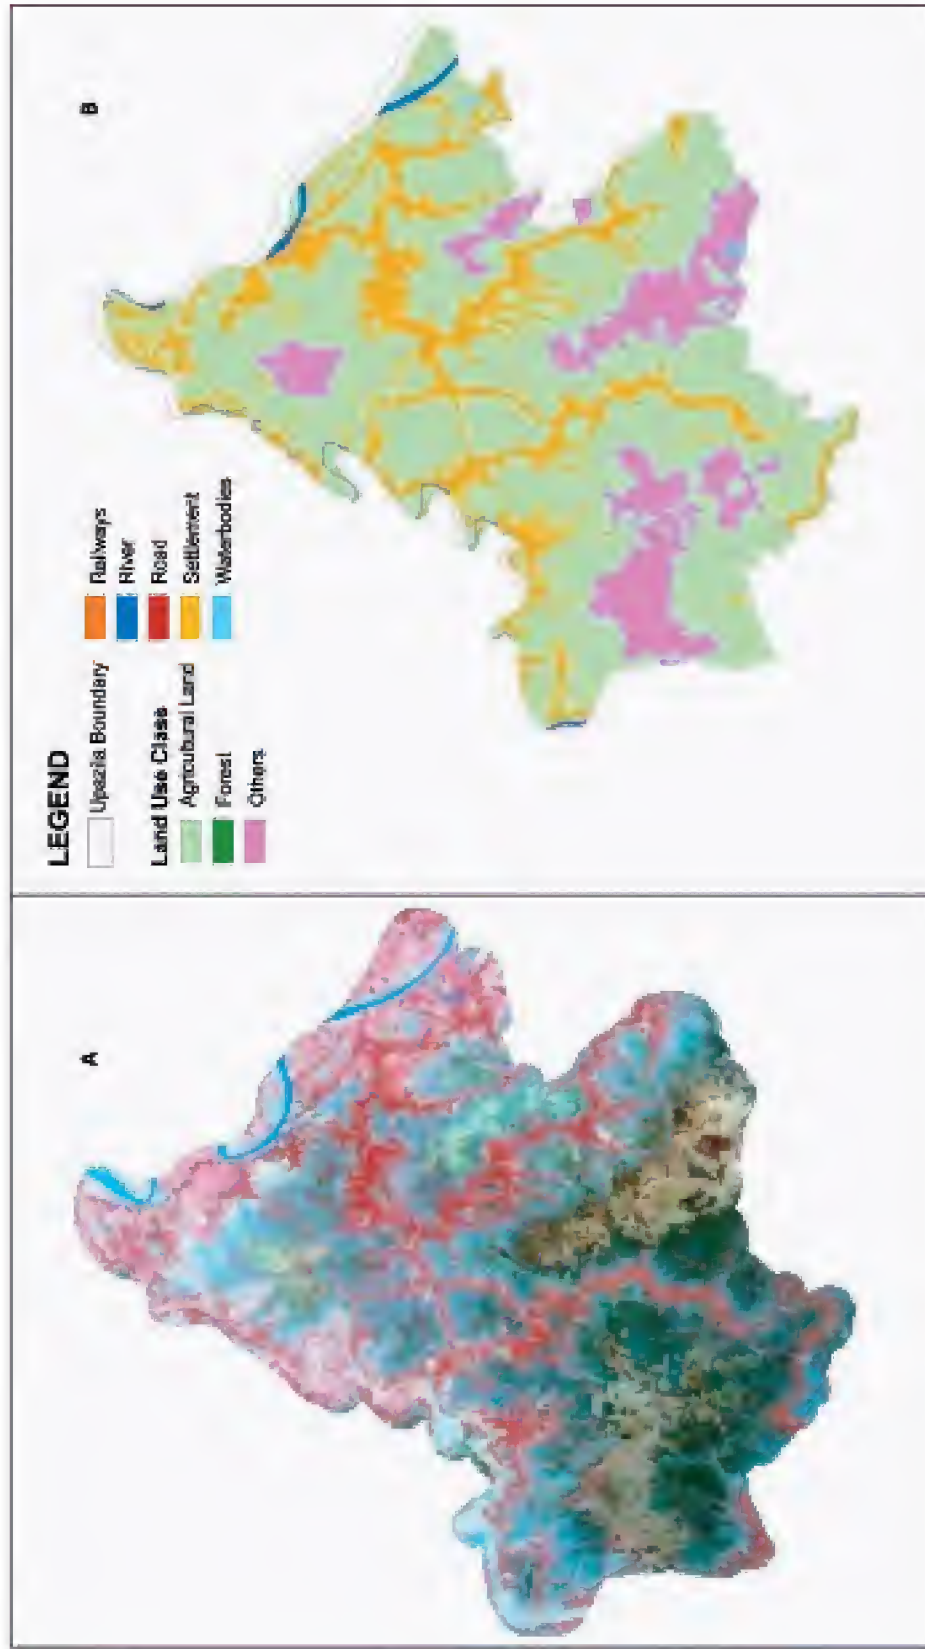 A
B
LEGEND
Upazila Boundary
Land Use Class
Agricultural Land
Forest
Others
Railways
River
Road
Settlement
Waterbodies